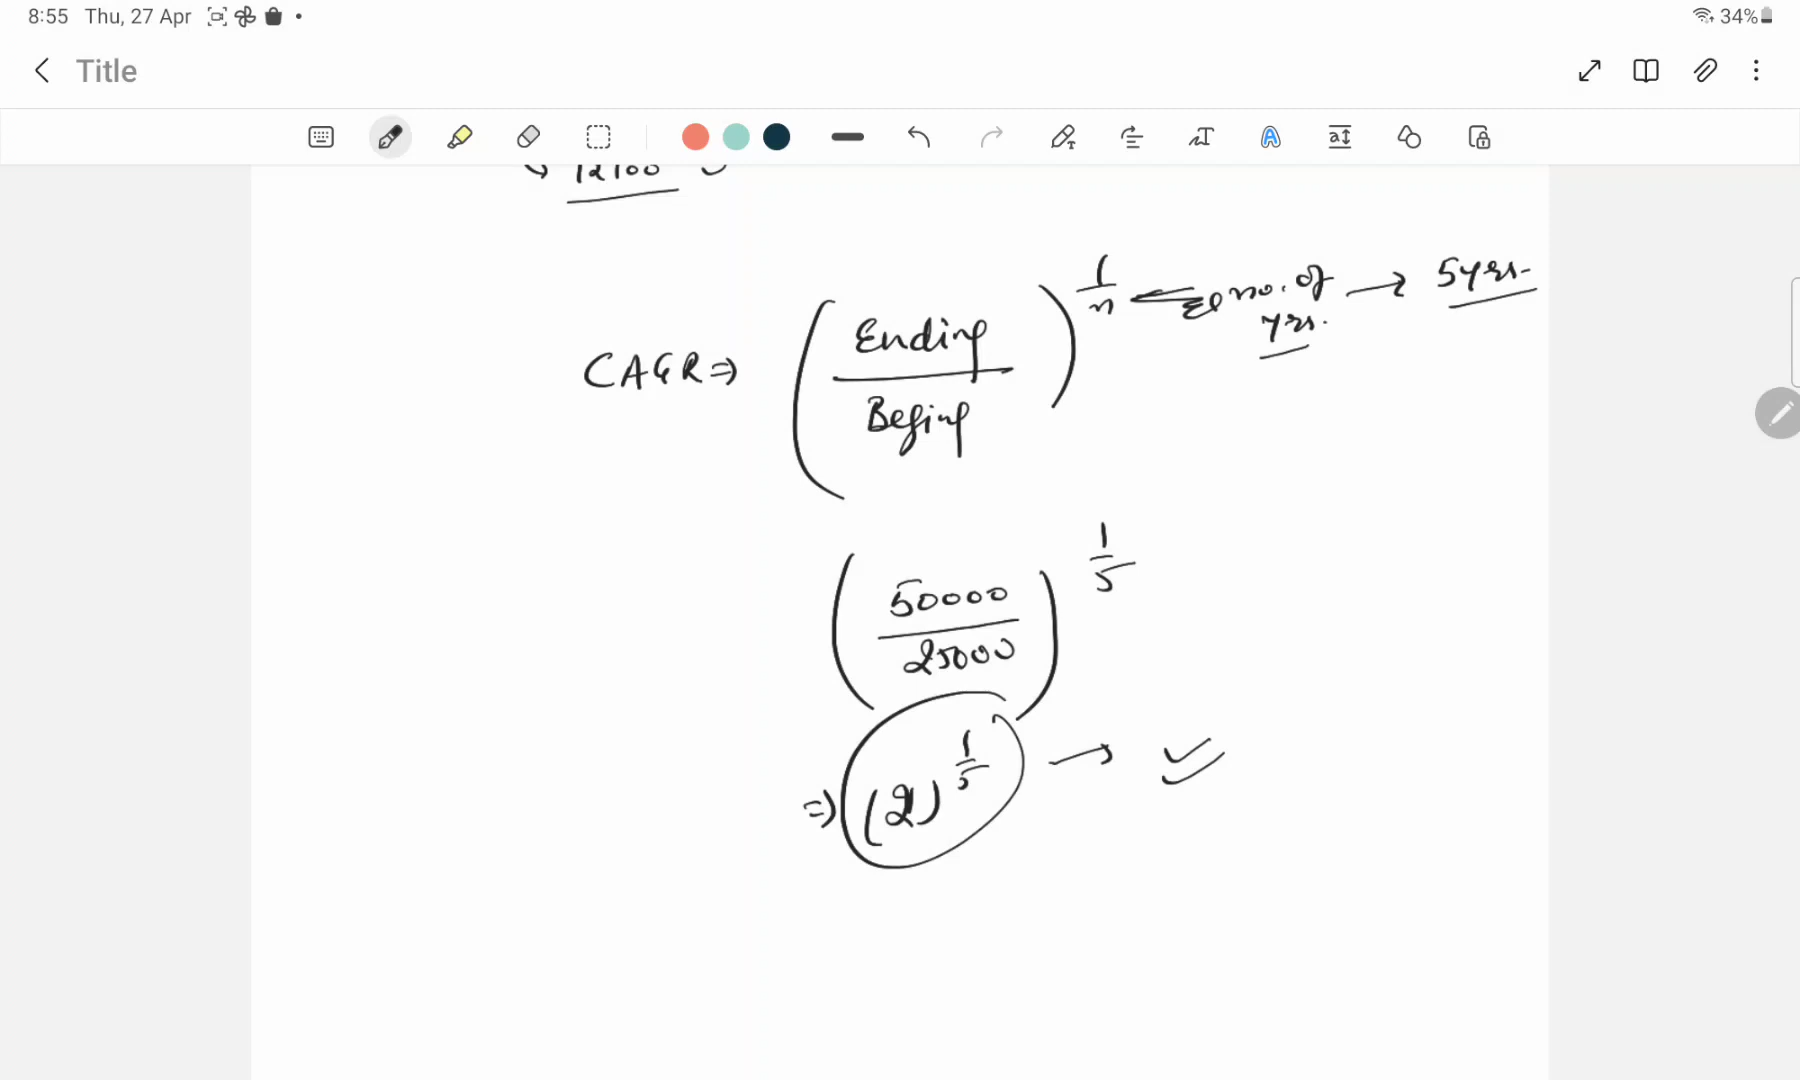 8:55 Thu, 27 Apr
34%
Title
12100
1
n
no. of
yrs.
5yrs.
CAGR⇒
(Ending
Beging)
1
5
(50000
25000)
⇒ (2)
1
5